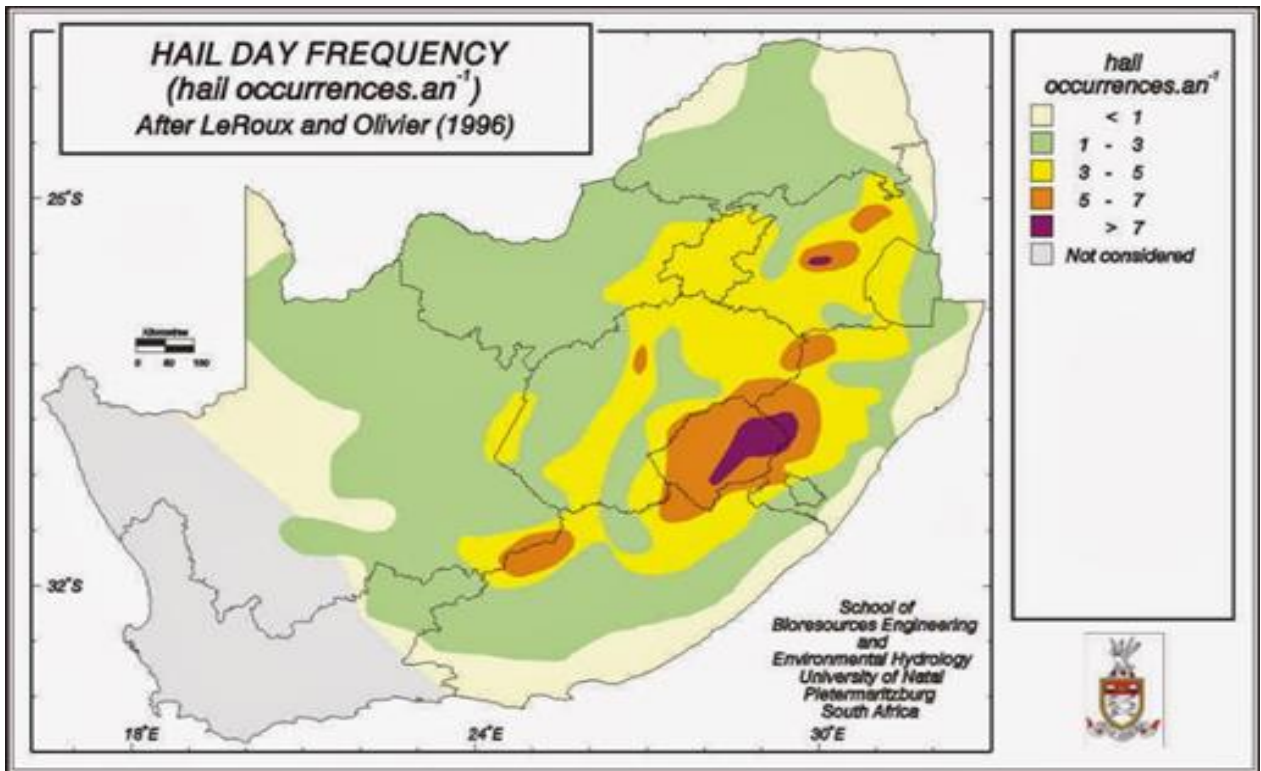 HAIL DAY FREQUENCY
(hail occurrences.an⁻¹)
After LeRoux and Olivier (1996)
hail
occurrences.an⁻¹
< 1
1 - 3
3 - 5
5 - 7
> 7
Not considered
25°S
Kilometres
0 50 100
32°S
School of
Bioresources Engineering
and
Environmental Hydrology
University of Natal
Pietermaritzburg
South Africa
18°E
24°E
30°E